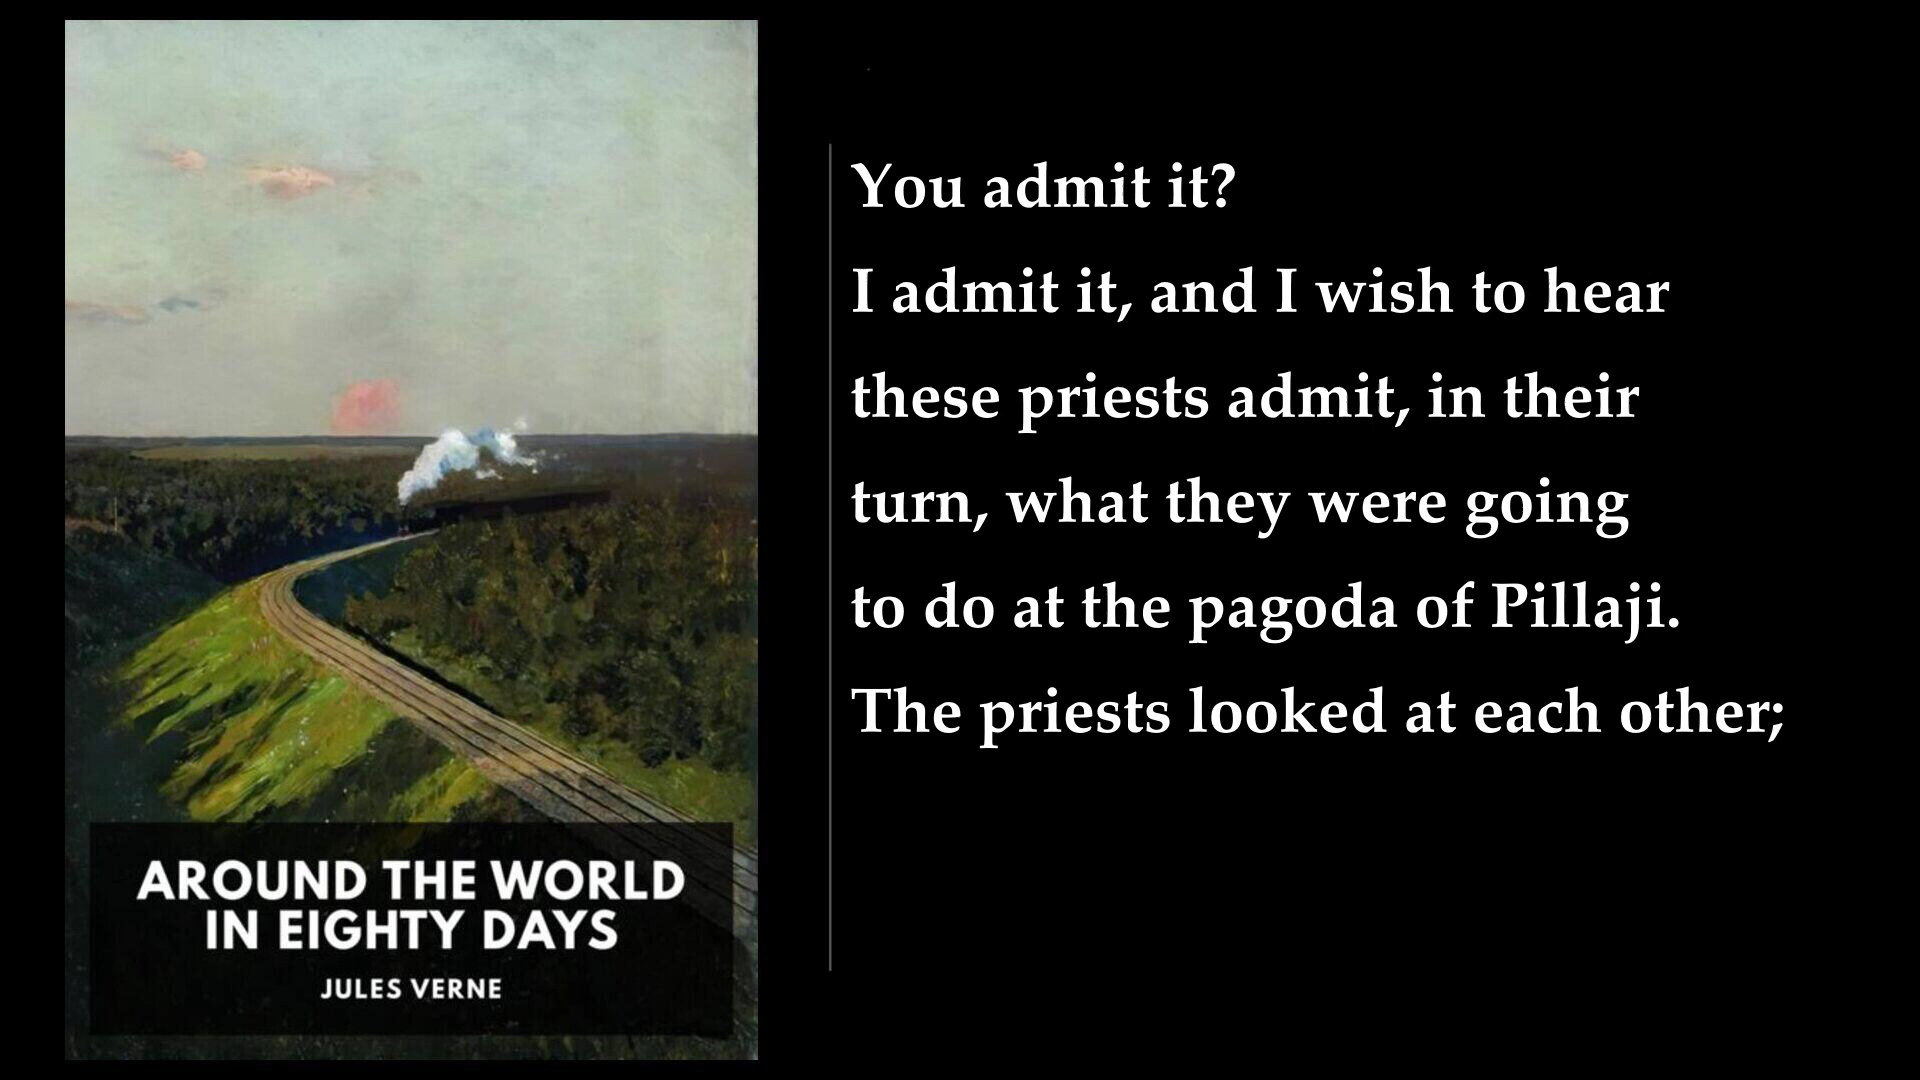 You admit it?
I admit it, and I wish to hear
these priests admit, in their
turn, what they were going
to do at the pagoda of Pillaji.
The priests looked at each other;
AROUND THE WORLD
IN EIGHTY DAYS
JULES VERNE